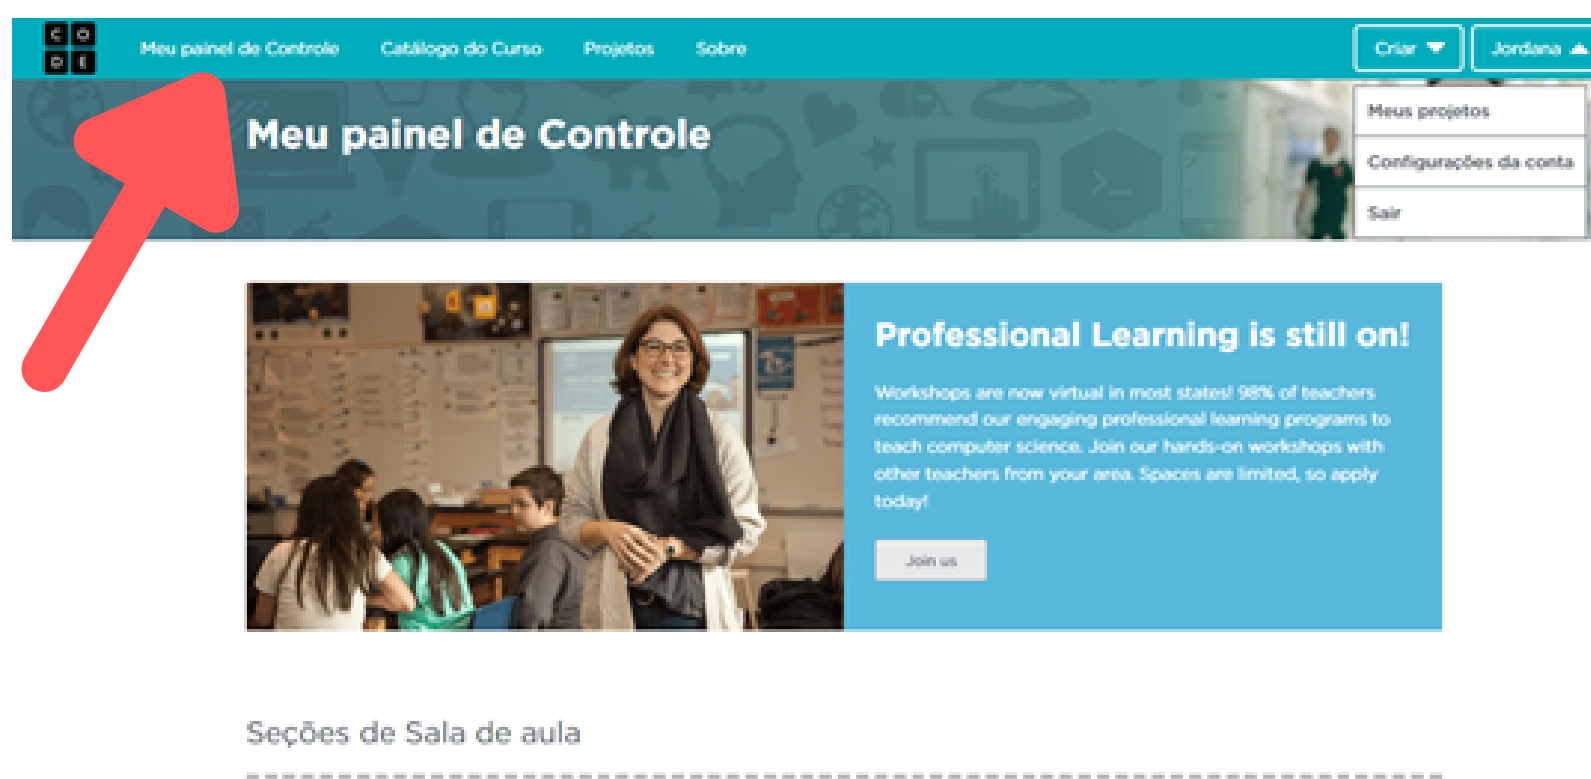 CODE
Meu painel de Controle Catálogo do Curso Projetos Sobre Criar Jordana
Meu painel de Controle
Meus projetos
Configurações da conta
Sair
Professional Learning is still on!
Workshops are now virtual in most states! 98% of teachers
recommend our engaging professional learning programs to
teach computer science. Join our hands-on workshops with
other teachers from your area. Spaces are limited, so apply
today!
Join us
Seções de Sala de aula